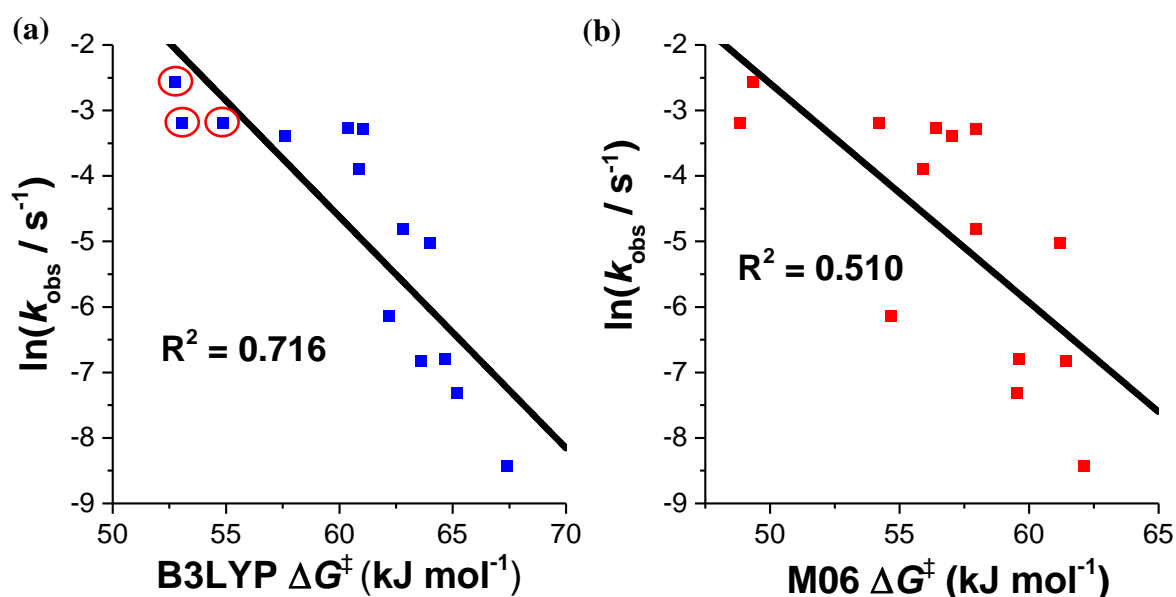 (a)
ln(k_obs / s⁻¹)
-2
-3
-4
-5
-6
-7
-8
-9
R² = 0.716
50 55 60 65 70
B3LYP ΔG‡ (kJ mol⁻¹)
(b)
ln(k_obs / s⁻¹)
-2
-3
-4
-5
-6
-7
-8
-9
R² = 0.510
50 55 60 65
M06 ΔG‡ (kJ mol⁻¹)